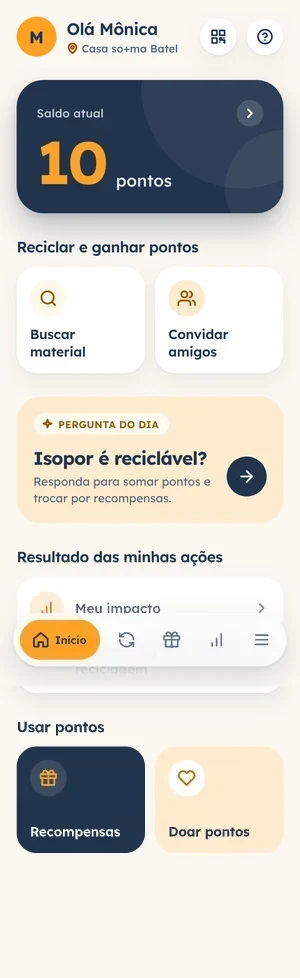 M
Olá Mônica
Casa so+ma Batel
Saldo atual
10 pontos
Reciclar e ganhar pontos
Buscar
material
Convidar
amigos
PERGUNTA DO DIA
Isopor é reciclável?
Responda para somar pontos e
trocar por recompensas.
Resultado das minhas ações
Meu impacto
Início
reciclagem
Usar pontos
Recompensas
Doar pontos